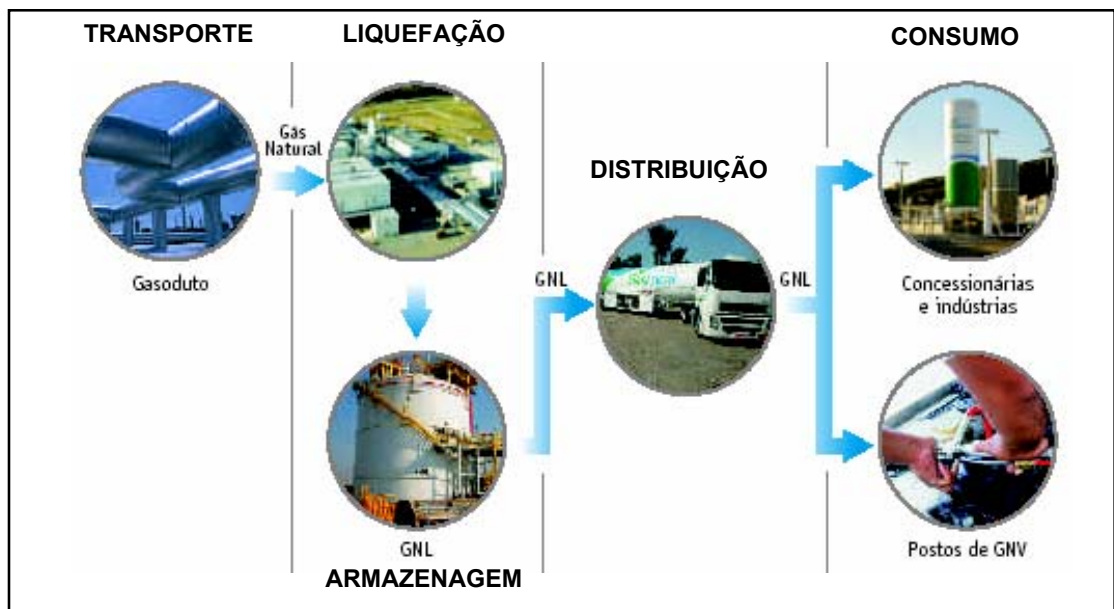 TRANSPORTE
LIQUEFAÇÃO
CONSUMO
Gás
Natural
DISTRIBUIÇÃO
Gasoduto
GNL
GNL
Concessionárias
e indústrias
GNL
ARMAZENAGEM
Postos de GNV